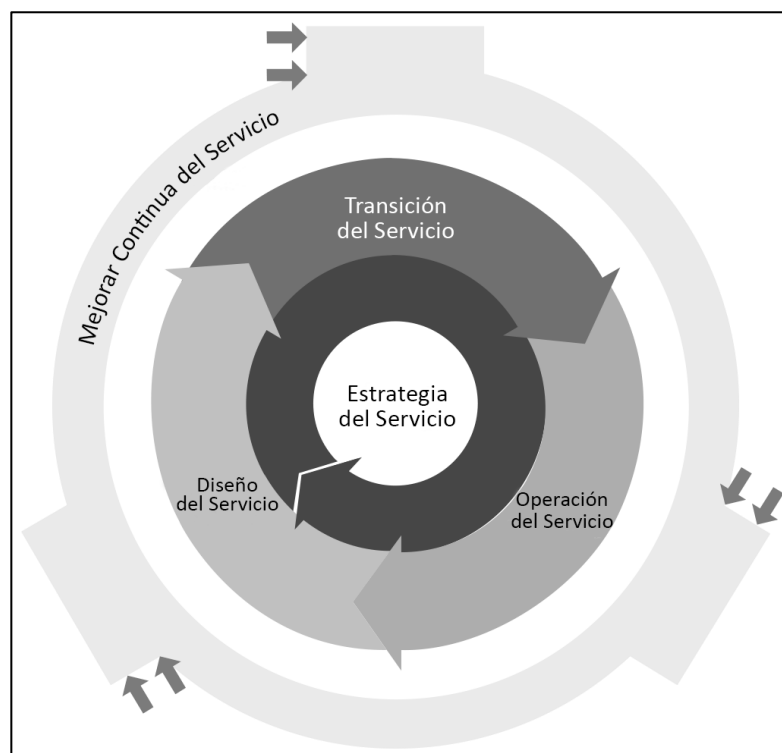 Mejorar Continua del Servicio
Transición
del Servicio
Estrategia
del Servicio
Diseño
del Servicio
Operación
del Servicio